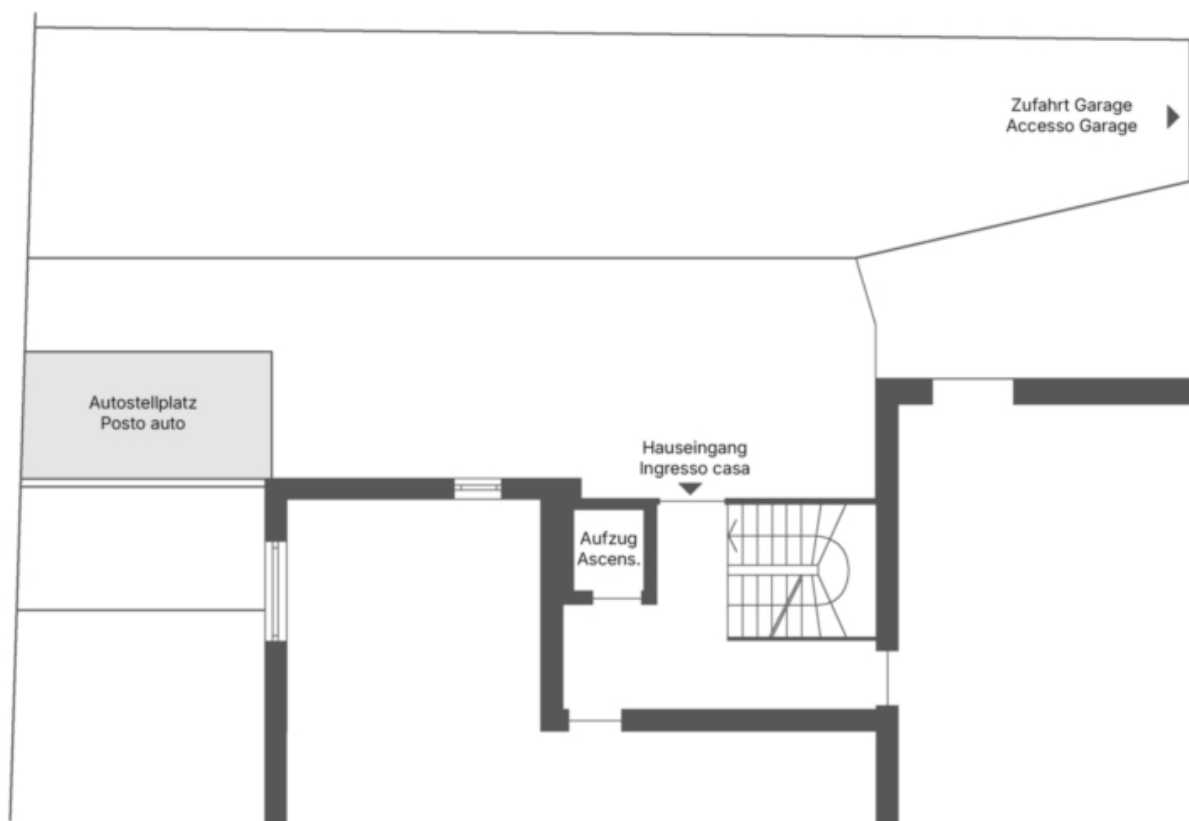 Zufahrt Garage
Accesso Garage
Autostellplatz
Posto auto
Hauseingang
Ingresso casa
Aufzug
Ascens.